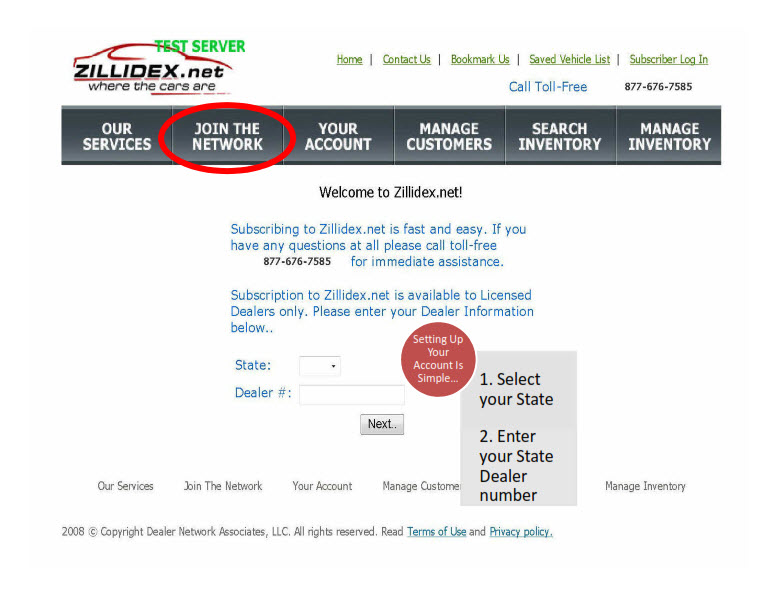 TEST SERVER
ZILLIDEX.net
where the cars are
Home | Contact Us | Bookmark Us | Saved Vehicle List | Subscriber Log In
Call Toll-Free 877-676-7585
OUR SERVICES
JOIN THE NETWORK
YOUR ACCOUNT
MANAGE CUSTOMERS
SEARCH INVENTORY
MANAGE INVENTORY
Welcome to Zillidex.net!
Subscribing to Zillidex.net is fast and easy. If you
have any questions at all please call toll-free
877-676-7585 for immediate assistance.
Subscription to Zillidex.net is available to Licensed
Dealers only. Please enter your Dealer Information
below..
Setting Up
Your
Account Is
Simple...
State:
Dealer #:
Next..
1. Select
your State
2. Enter
your State
Dealer
number
Our Services Join The Network Your Account Manage Custome Manage Inventory
2008 © Copyright Dealer Network Associates, LLC. All rights reserved. Read Terms of Use and Privacy policy.